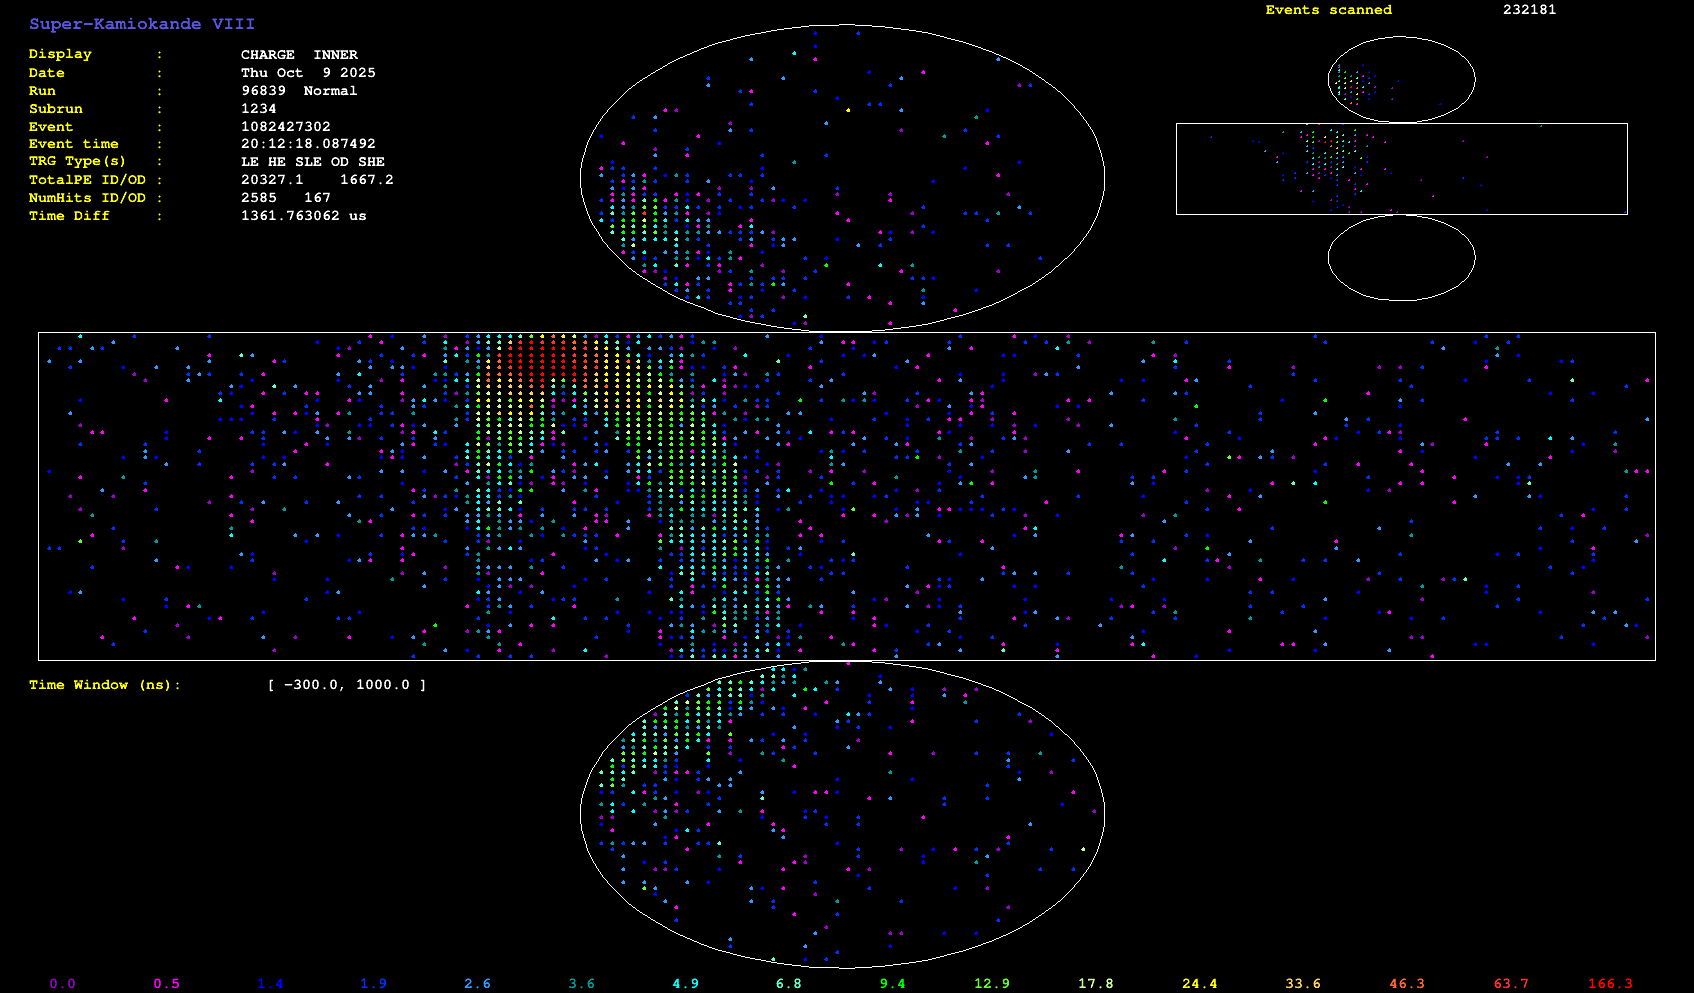 Super-Kamiokande VIII
Events scanned 232181
Display : CHARGE INNER
Date : Thu Oct 9 2025
Run : 96839 Normal
Subrun : 1234
Event : 1082427302
Event time : 20:12:18.087492
TRG Type(s) : LE HE SLE OD SHE
TotalPE ID/OD : 20327.1 1667.2
NumHits ID/OD : 2585 167
Time Diff : 1361.763062 us
Time Window (ns): [ -300.0, 1000.0 ]
0.0 0.5 1.4 1.9 2.6 3.6 4.9 6.8 9.4 12.9 17.8 24.4 33.6 46.3 63.7 166.3